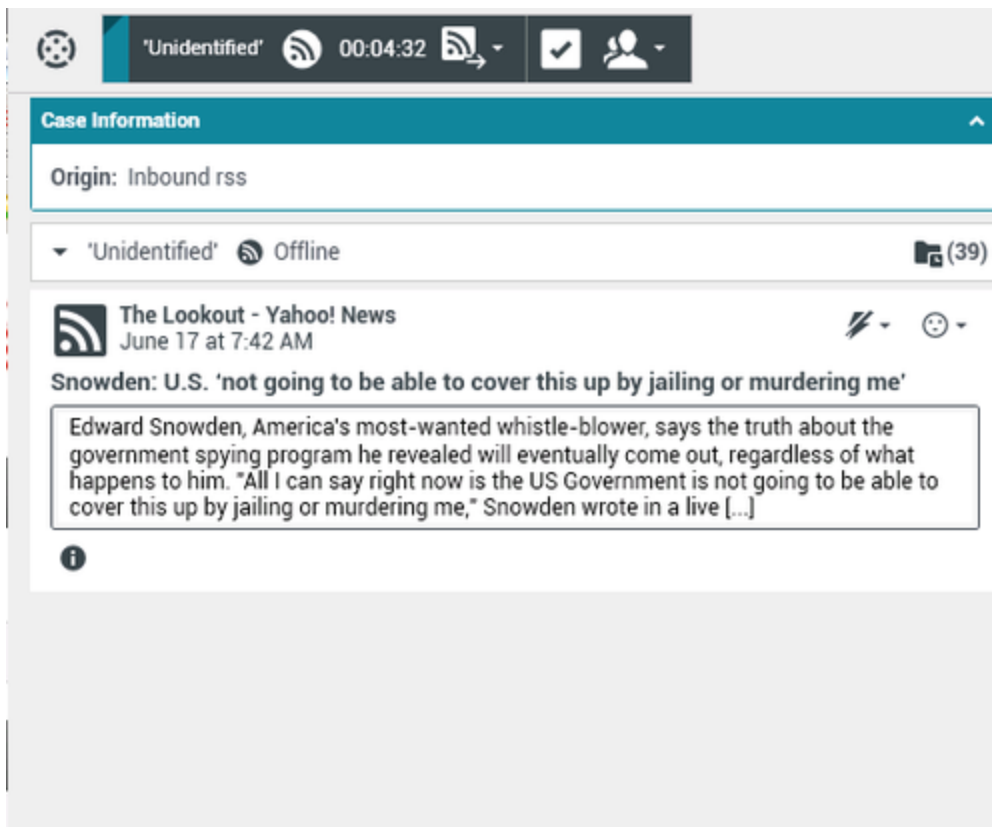 'Unidentified' 00:04:32
Case Information
Origin: Inbound rss
'Unidentified' Offline (39)
The Lookout - Yahoo! News
June 17 at 7:42 AM
Snowden: U.S. ‘not going to be able to cover this up by jailing or murdering me’
Edward Snowden, America's most-wanted whistle-blower, says the truth about the
government spying program he revealed will eventually come out, regardless of what
happens to him. "All I can say right now is the US Government is not going to be able to
cover this up by jailing or murdering me," Snowden wrote in a live [...]